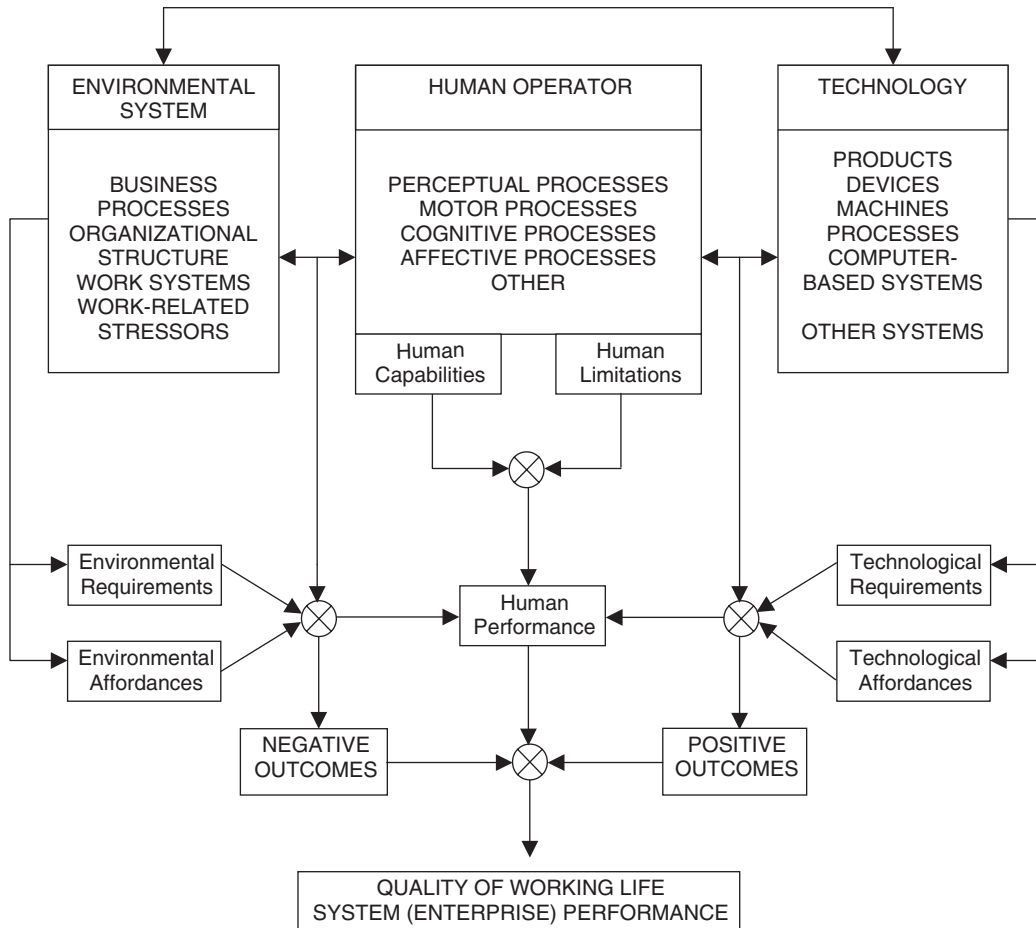 ENVIRONMENTAL
SYSTEM
BUSINESS
PROCESSES
ORGANIZATIONAL
STRUCTURE
WORK SYSTEMS
WORK-RELATED
STRESSORS
HUMAN OPERATOR
PERCEPTUAL PROCESSES
MOTOR PROCESSES
COGNITIVE PROCESSES
AFFECTIVE PROCESSES
OTHER
Human
Capabilities
Human
Limitations
TECHNOLOGY
PRODUCTS
DEVICES
MACHINES
PROCESSES
COMPUTER-
BASED SYSTEMS
OTHER SYSTEMS
Environmental
Requirements
Environmental
Affordances
Human
Performance
Technological
Requirements
Technological
Affordances
NEGATIVE
OUTCOMES
POSITIVE
OUTCOMES
QUALITY OF WORKING LIFE
SYSTEM (ENTERPRISE) PERFORMANCE